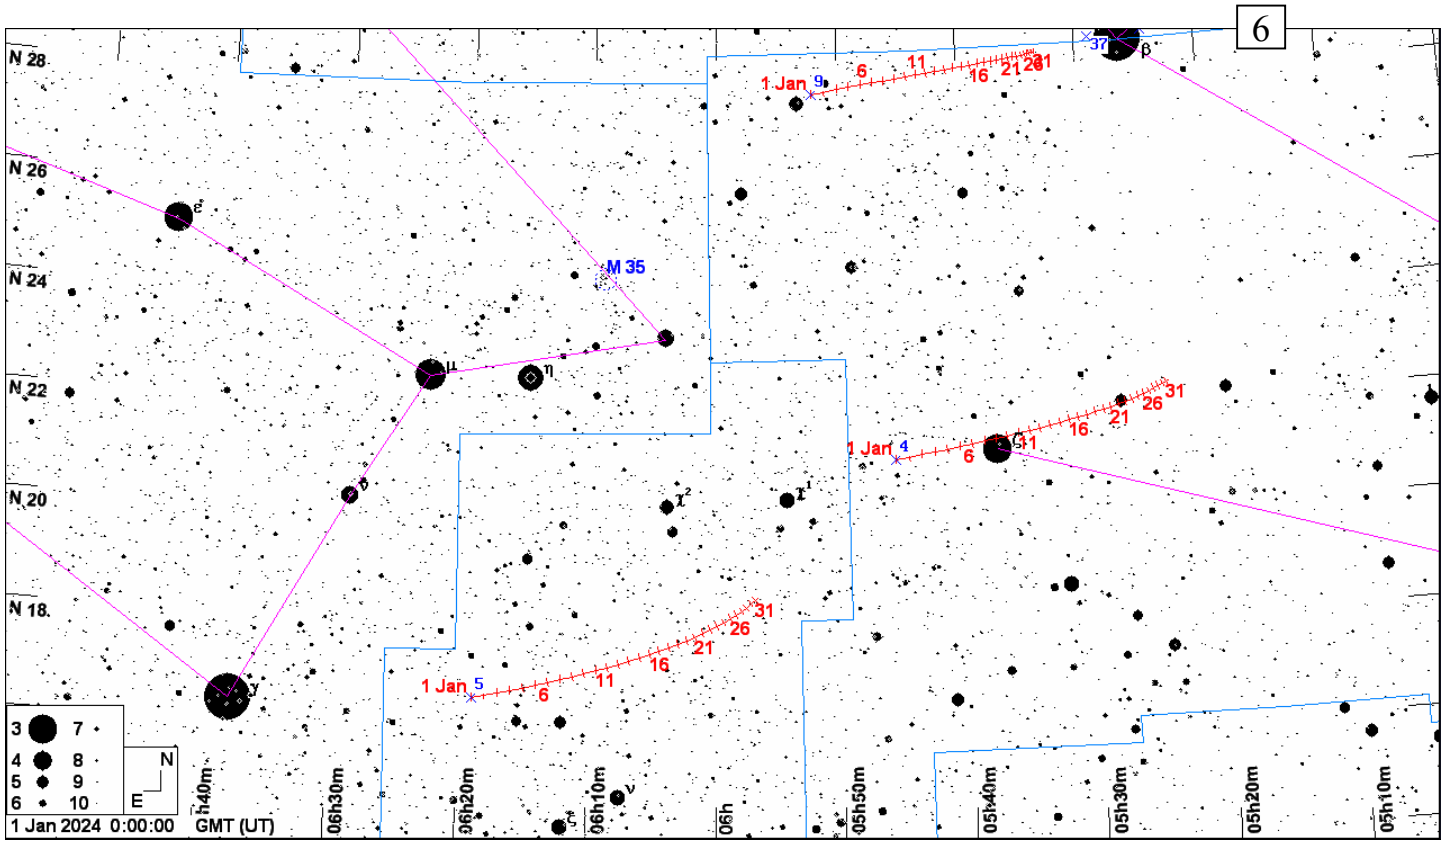 6
N 28
37
β
1 Jan 9 6 11 16 21 26 31
N 26
ε
N 24
M 35
μ
η
N 22
1 Jan 4 6 ζ 11 16 21 26 31
ν
N 20
χ²
χ¹
N 18
1 Jan 5 6 11 16 21 26 31
γ
3 7
4 8
5 9
6 10
N
E
ν
ξ
06h40m
06h30m
06h20m
06h10m
06h
05h50m
05h40m
05h30m
05h20m
05h10m
1 Jan 2024 0:00:00 GMT (UT)